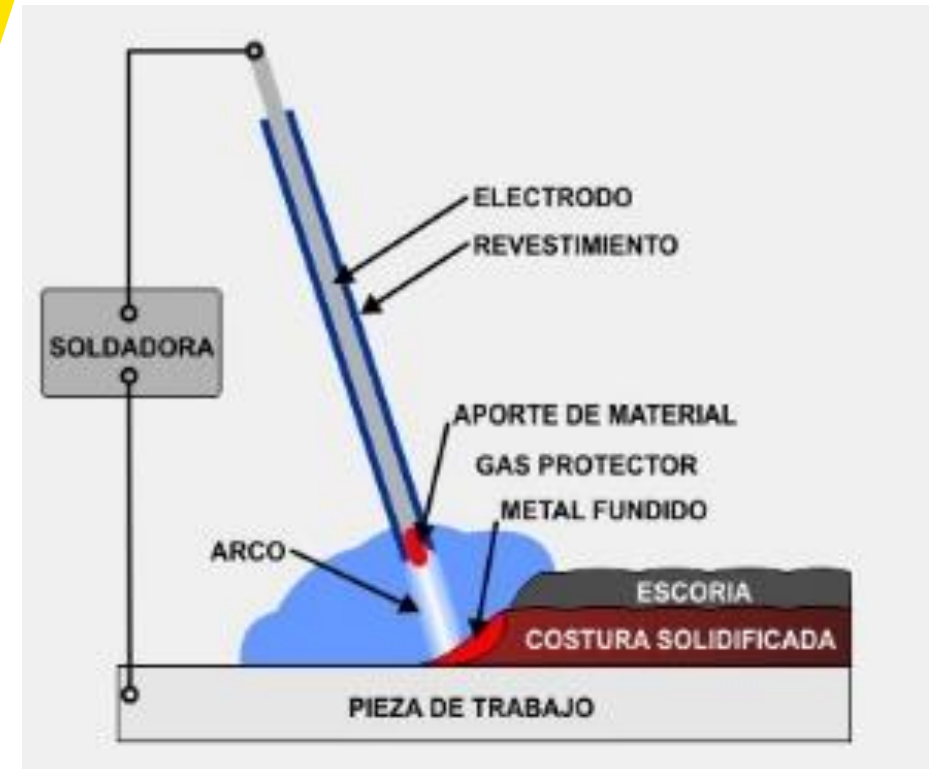 ELECTRODO
REVESTIMIENTO
SOLDADORA
APORTE DE MATERIAL
GAS PROTECTOR
METAL FUNDIDO
ARCO
ESCORIA
COSTURA SOLIDIFICADA
PIEZA DE TRABAJO